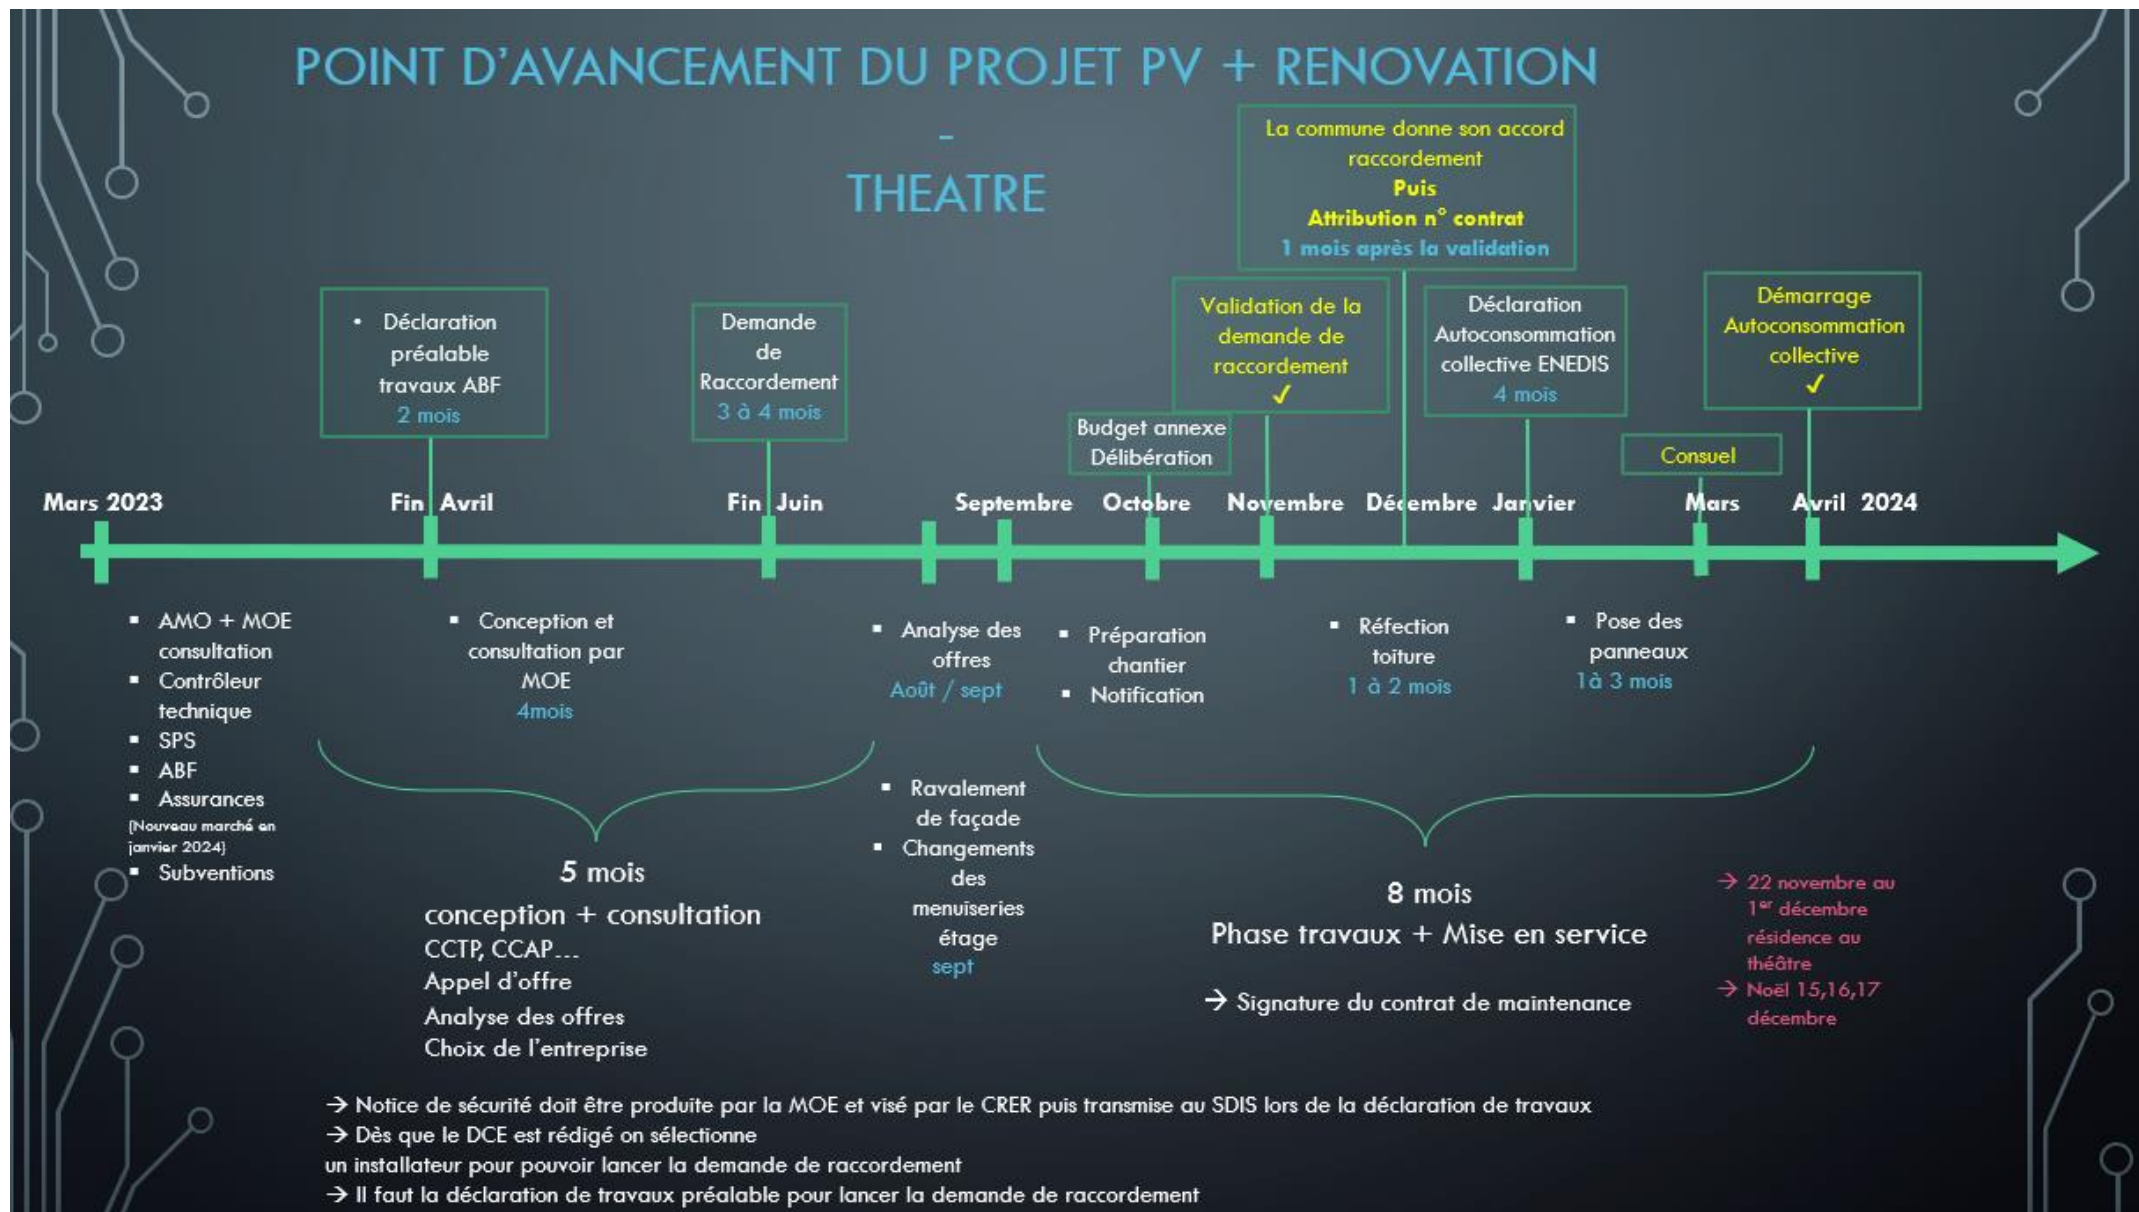 POINT D'AVANCEMENT DU PROJET PV + RENOVATION
-
THEATRE
La commune donne son accord
raccordement
Puis
Attribution n° contrat
1 mois après la validation
• Déclaration
préalable
travaux ABF
2 mois
Demande
de
Raccordement
3 à 4 mois
Budget annexe
Délibération
Validation de la
demande de
raccordement
✓
Déclaration
Autoconsommation
collective ENEDIS
4 mois
Consuel
Démarrage
Autoconsommation
collective
✓
Mars 2023
Fin Avril
Fin Juin
Septembre
Octobre
Novembre
Décembre
Janvier
Mars
Avril 2024
▪ AMO + MOE
consultation
▪ Contrôleur
technique
▪ SPS
▪ ABF
▪ Assurances
(Nouveau marché en
janvier 2024)
▪ Subventions
▪ Conception et
consultation par
MOE
4mois
▪ Analyse des
offres
Août / sept
▪ Ravalement
de façade
▪ Changements
des
menuiseries
étage
sept
▪ Préparation
chantier
▪ Notification
▪ Réfection
toiture
1 à 2 mois
▪ Pose des
panneaux
1à 3 mois
5 mois
conception + consultation
CCTP, CCAP...
Appel d'offre
Analyse des offres
Choix de l'entreprise
8 mois
Phase travaux + Mise en service
→ Signature du contrat de maintenance
→ 22 novembre au
1er décembre
résidence au
théâtre
→ Noël 15,16,17
décembre
→ Notice de sécurité doit être produite par la MOE et visé par le CRER puis transmise au SDIS lors de la déclaration de travaux
→ Dès que le DCE est rédigé on sélectionne
un installateur pour pouvoir lancer la demande de raccordement
→ Il faut la déclaration de travaux préalable pour lancer la demande de raccordement